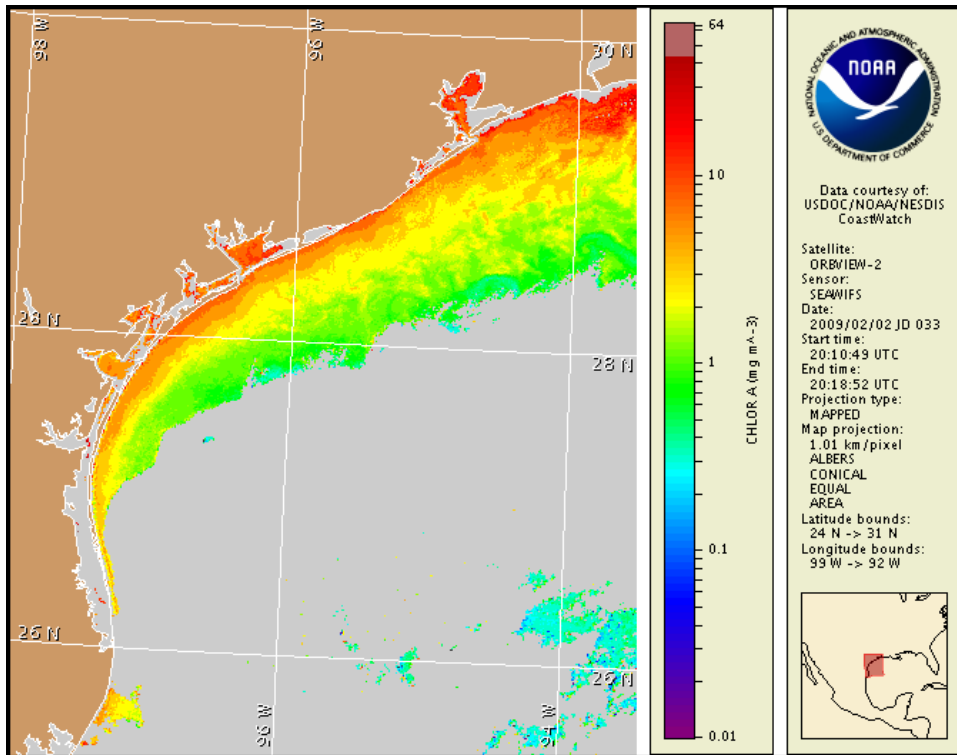 98 W
96 W
30 N
28 N
28 N
26 N
26 N
96 W
94 W
64
10
1
0.1
0.01
CHLOR A (mg m^-3)
NATIONAL OCEANIC AND ATMOSPHERIC ADMINISTRATION
NOAA
U.S. DEPARTMENT OF COMMERCE
Data courtesy of:
USDOC/NOAA/NESDIS
CoastWatch
Satellite:
ORBVIEW-2
Sensor:
SEAWIFS
Date:
2009/02/02 JD 033
Start time:
20:10:49 UTC
End time:
20:18:52 UTC
Projection type:
MAPPED
Map projection:
1.01 km/pixel
ALBERS
CONICAL
EQUAL
AREA
Latitude bounds:
24 N -> 31 N
Longitude bounds:
99 W -> 92 W